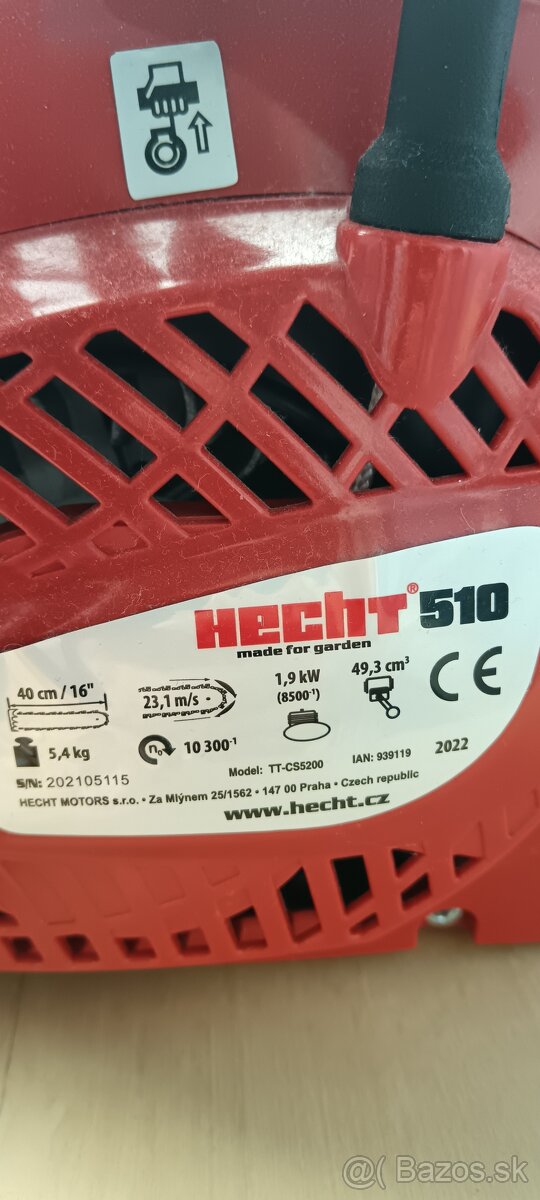 HECHT® 510
made for garden
40 cm / 16"
23,1 m/s
1,9 kW
(8500⁻¹)
49,3 cm³
CE
5,4 kg
n₀ 10 300⁻¹
Model: TT-CS5200
IAN: 939119
2022
S/N: 202105115
HECHT MOTORS s.r.o. • Za Mlýnem 25/1562 • 147 00 Praha • Czech republic
www.hecht.cz
@( ) Bazos.sk